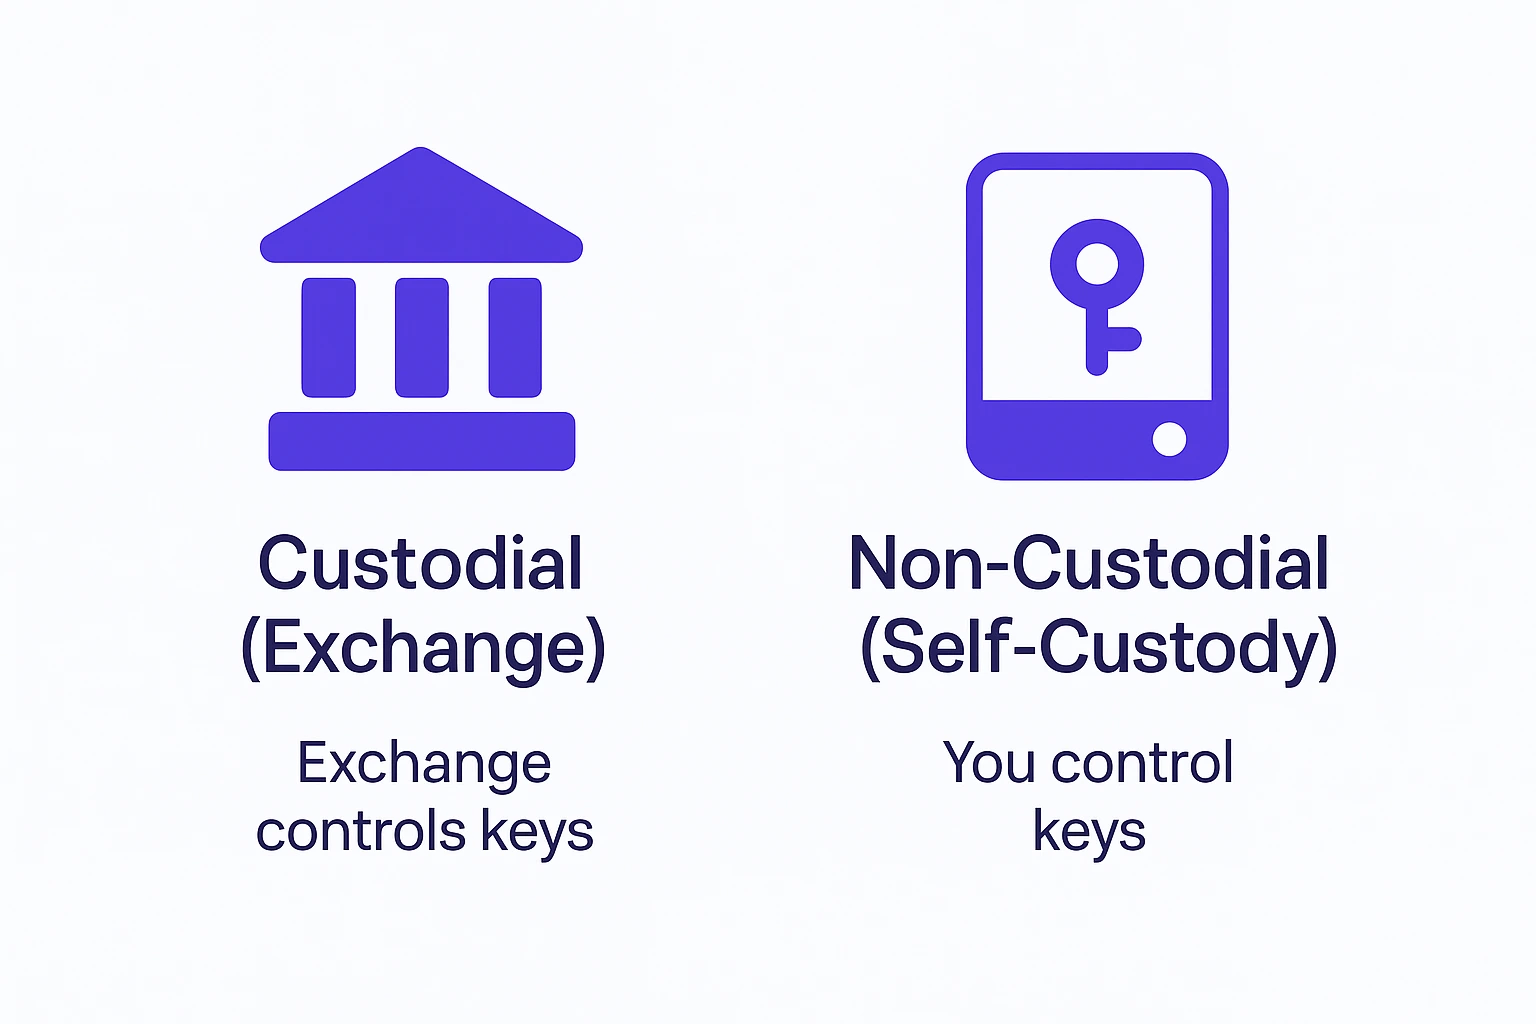 Custodial
(Exchange)
Exchange
controls keys
Non-Custodial
(Self-Custody)
You control
keys